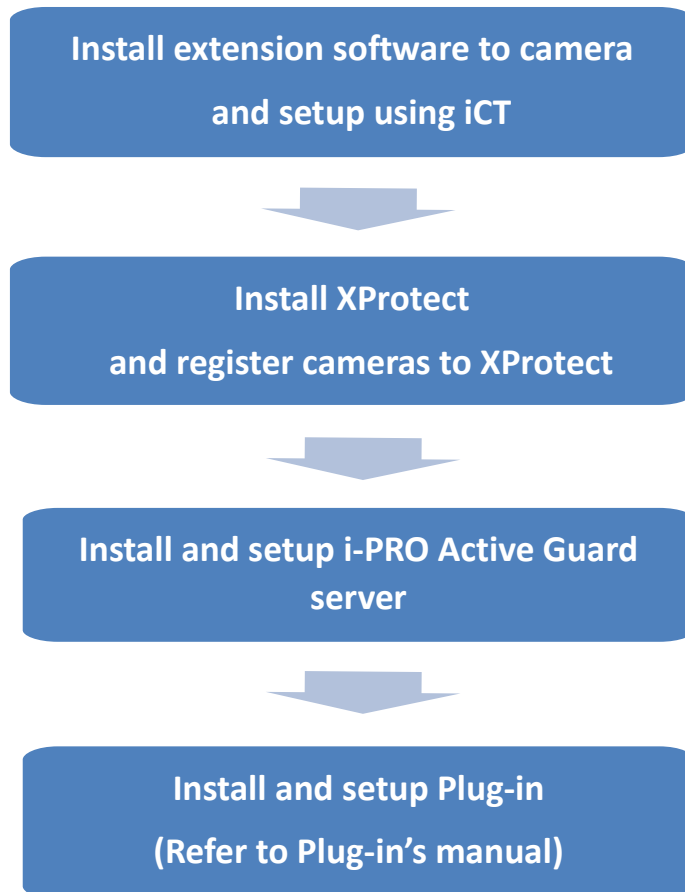 Install extension software to camera
and setup using iCT
Install XProtect
and register cameras to XProtect
Install and setup i-PRO Active Guard
server
Install and setup Plug-in
(Refer to Plug-in’s manual)